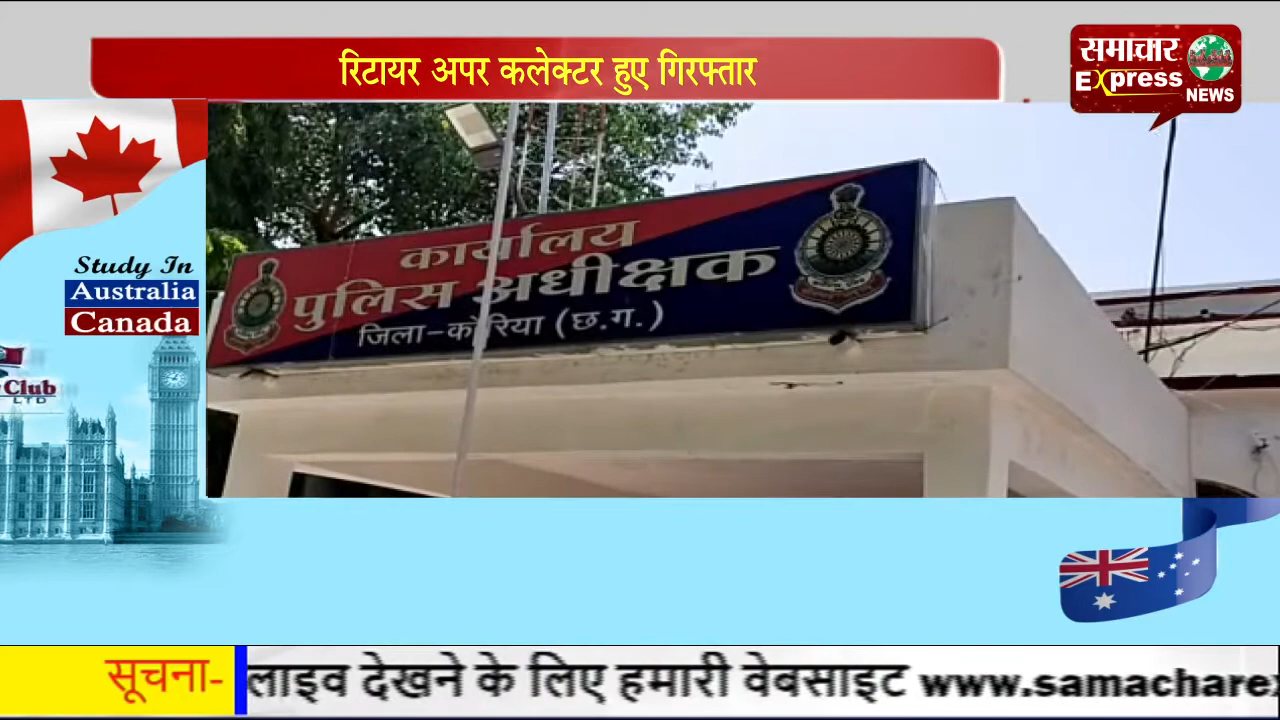 रिटायर अपर कलेक्टर हुए गिरफ्तार
समाचार
Express
NEWS
Study In
Australia
Canada
Club
LTD
कार्यालय
पुलिस अधीक्षक
जिला-कोरिया (छ.ग.)
सूचना- लाइव देखने के लिए हमारी वेबसाइट www.samachare